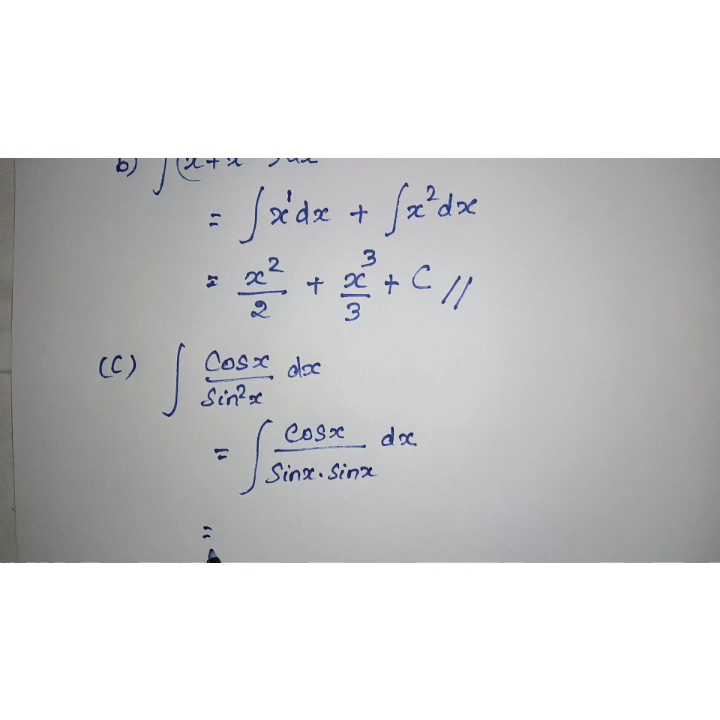 b) ∫(x+x
= ∫x¹dx + ∫x²dx
= x²/2 + x³/3 + C //
(C) ∫ Cosx/Sin²x dx
= ∫ Cosx/Sinx.Sinx dx
=